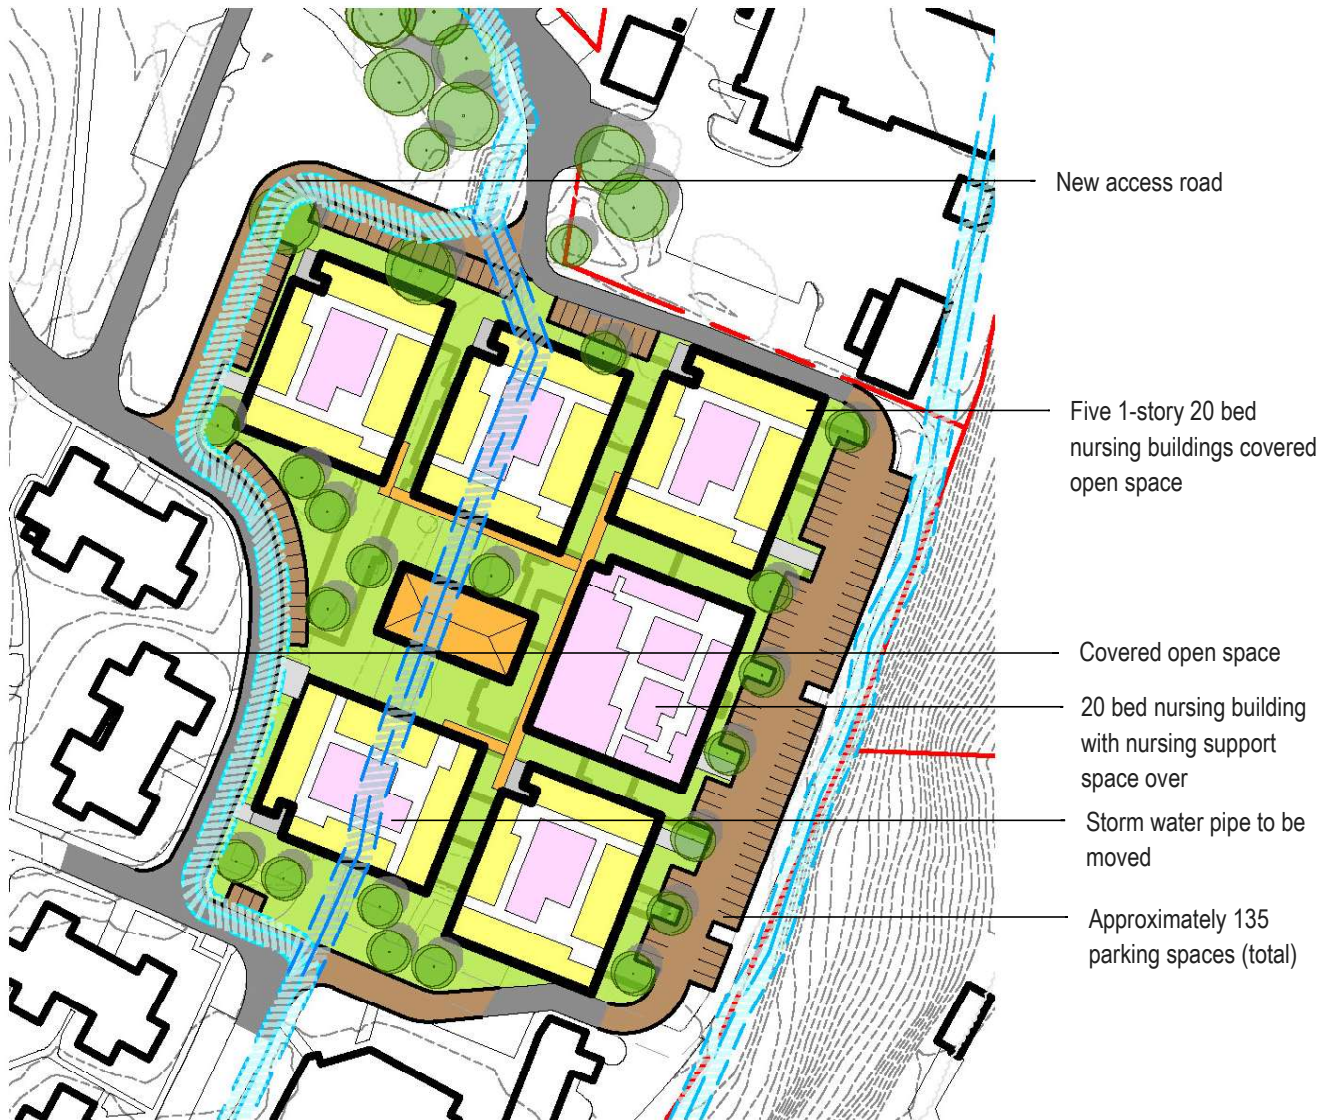 New access road
Five 1-story 20 bed
nursing buildings covered
open space
Covered open space
20 bed nursing building
with nursing support
space over
Storm water pipe to be
moved
Approximately 135
parking spaces (total)